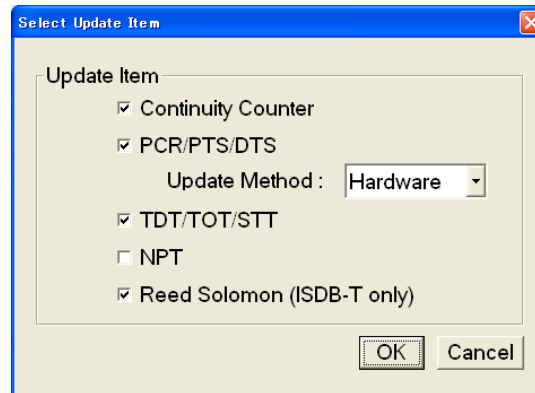 Select Update Item
Update Item
Continuity Counter
PCR/PTS/DTS
Update Method : Hardware
TDT/TOT/STT
NPT
Reed Solomon (ISDB-T only)
OK Cancel